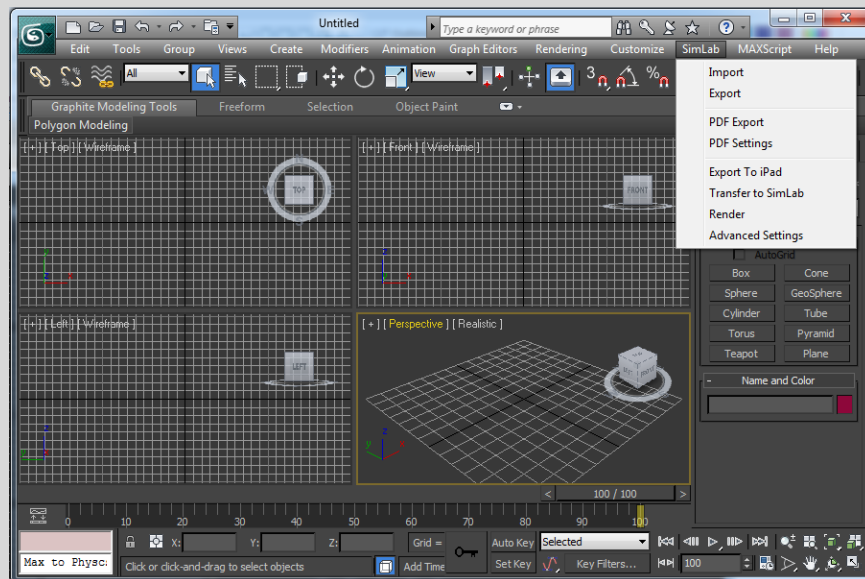 Untitled
Type a keyword or phrase
Edit Tools Group Views Create Modifiers Animation Graph Editors Rendering Customize SimLab MAXScript Help
All
View
3
%
Import
Export
PDF Export
PDF Settings
Export To iPad
Transfer to SimLab
Render
Advanced Settings
Graphite Modeling Tools Freeform Selection Object Paint
Polygon Modeling
[ + ] [ Top ] [ Wireframe ]
TOP
[ + ] [ Front ] [ Wireframe ]
FRONT
[ + ] [ Left ] [ Wireframe ]
LEFT
[ + ] [ Perspective ] [ Realistic ]
AutoGrid
Box Cone
Sphere GeoSphere
Cylinder Tube
Torus Pyramid
Teapot Plane
- Name and Color
z
x
y
< 100 / 100 >
0 10 20 30 40 50 60 70 80 90 100
X: Y: Z: Grid = Auto Key Selected
Max to Physc:
Click or click-and-drag to select objects
Add Time Set Key Key Filters... 100